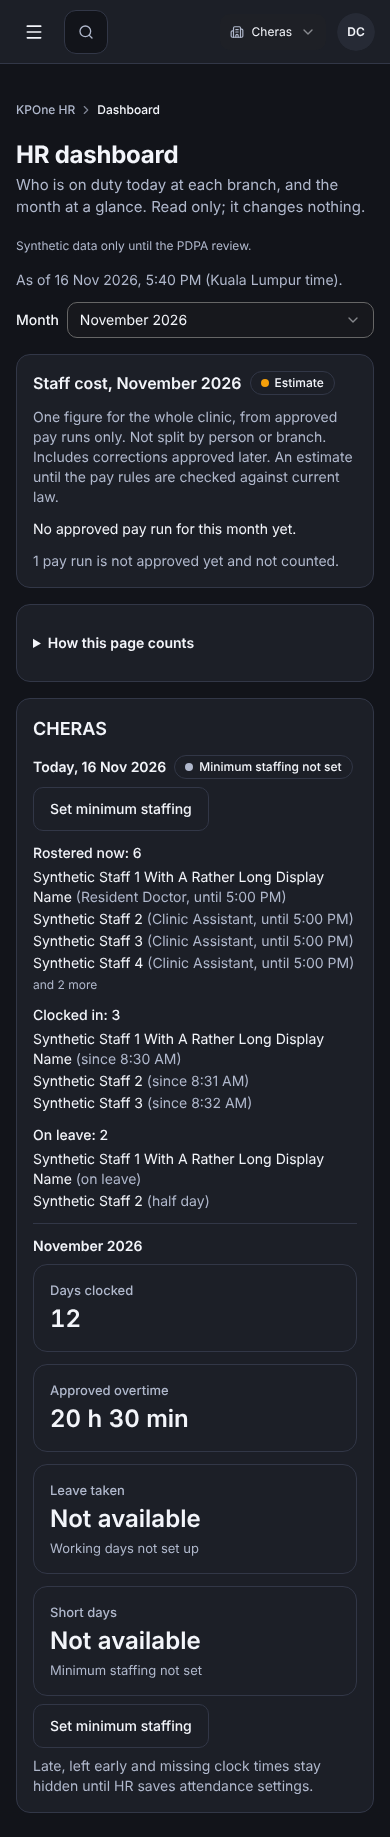 Cheras
DC
KPOne HR > Dashboard
HR dashboard
Who is on duty today at each branch, and the
month at a glance. Read only; it changes nothing.
Synthetic data only until the PDPA review.
As of 16 Nov 2026, 5:40 PM (Kuala Lumpur time).
Month November 2026
Staff cost, November 2026 Estimate
One figure for the whole clinic, from approved
pay runs only. Not split by person or branch.
Includes corrections approved later. An estimate
until the pay rules are checked against current
law.
No approved pay run for this month yet.
1 pay run is not approved yet and not counted.
How this page counts
CHERAS
Today, 16 Nov 2026 Minimum staffing not set
Set minimum staffing
Rostered now: 6
Synthetic Staff 1 With A Rather Long Display
Name (Resident Doctor, until 5:00 PM)
Synthetic Staff 2 (Clinic Assistant, until 5:00 PM)
Synthetic Staff 3 (Clinic Assistant, until 5:00 PM)
Synthetic Staff 4 (Clinic Assistant, until 5:00 PM)
and 2 more
Clocked in: 3
Synthetic Staff 1 With A Rather Long Display
Name (since 8:30 AM)
Synthetic Staff 2 (since 8:31 AM)
Synthetic Staff 3 (since 8:32 AM)
On leave: 2
Synthetic Staff 1 With A Rather Long Display
Name (on leave)
Synthetic Staff 2 (half day)
November 2026
Days clocked
12
Approved overtime
20 h 30 min
Leave taken
Not available
Working days not set up
Short days
Not available
Minimum staffing not set
Set minimum staffing
Late, left early and missing clock times stay
hidden until HR saves attendance settings.